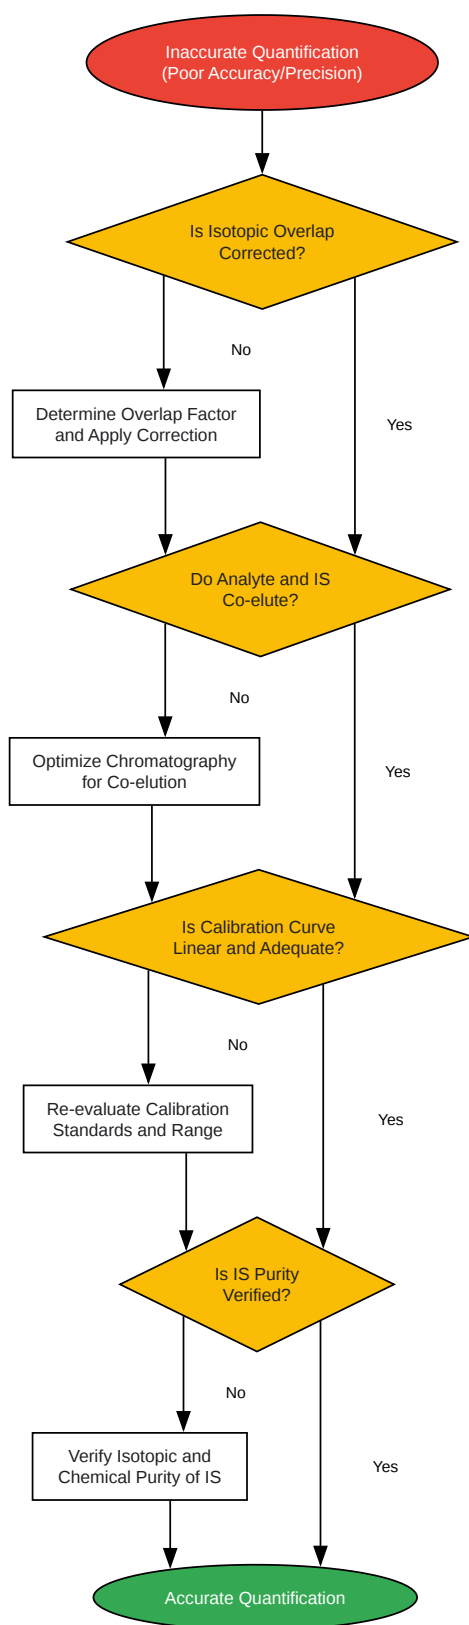 Inaccurate Quantification
(Poor Accuracy/Precision)
Is Isotopic Overlap
Corrected?
No
Determine Overlap Factor
and Apply Correction
Yes
Do Analyte and IS
Co-elute?
No
Optimize Chromatography
for Co-elution
Yes
Is Calibration Curve
Linear and Adequate?
No
Re-evaluate Calibration
Standards and Range
Yes
Is IS Purity
Verified?
No
Verify Isotopic and
Chemical Purity of IS
Yes
Accurate Quantification